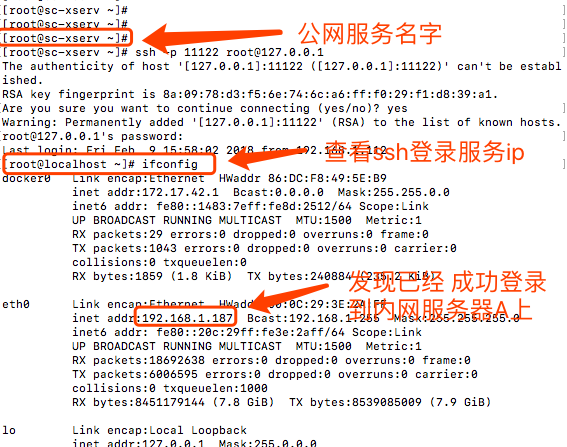 [[root@sc-xserv ~]#
[[root@sc-xserv ~]#
[[root@sc-xserv ~]#
公网服务名字
[[root@sc-xserv ~]# ssh -p 11122 root@127.0.0.1
The authenticity of host '[127.0.0.1]:11122 ([127.0.0.1]:11122)' can't be establ
ished.
RSA key fingerprint is 8a:09:78:d3:f5:6e:74:6c:a6:ff:f0:29:f1:d8:39:a1.
[Are you sure you want to continue connecting (yes/no)? yes
Warning: Permanently added '[127.0.0.1]:11122' (RSA) to the list of known hosts.
[root@127.0.0.1's password:
Last login: Fri Feb 9 15:58:02 2018 from 192.168.1.112
[root@localhost ~]# ifconfig
查看ssh登录服务ip
docker0 Link encap:Ethernet HWaddr 86:DC:F8:49:5E:B9
inet addr:172.17.42.1 Bcast:0.0.0.0 Mask:255.255.0.0
inet6 addr: fe80::1483:7eff:fe8d:2512/64 Scope:Link
UP BROADCAST RUNNING MULTICAST MTU:1500 Metric:1
RX packets:29 errors:0 dropped:0 overruns:0 frame:0
TX packets:1043 errors:0 dropped:0 overruns:0 carrier:0
collisions:0 txqueuelen:0
RX bytes:1859 (1.8 KiB) TX bytes:240884 (235.2 KiB)
发现已经 成功登录
到内网服务器A上
eth0 Link encap:Ethernet HWaddr 00:0C:29:3E:2A:FF
inet addr:192.168.1.187 Bcast:192.168.1.255 Mask:255.255.255.0
inet6 addr: fe80::20c:29ff:fe3e:2aff/64 Scope:Link
UP BROADCAST RUNNING MULTICAST MTU:1500 Metric:1
RX packets:18692638 errors:0 dropped:0 overruns:0 frame:0
TX packets:6006595 errors:0 dropped:0 overruns:0 carrier:0
collisions:0 txqueuelen:1000
RX bytes:8451179144 (7.8 GiB) TX bytes:8539085009 (7.9 GiB)
lo Link encap:Local Loopback
inet addr:127.0.0.1 Mask:255.0.0.0